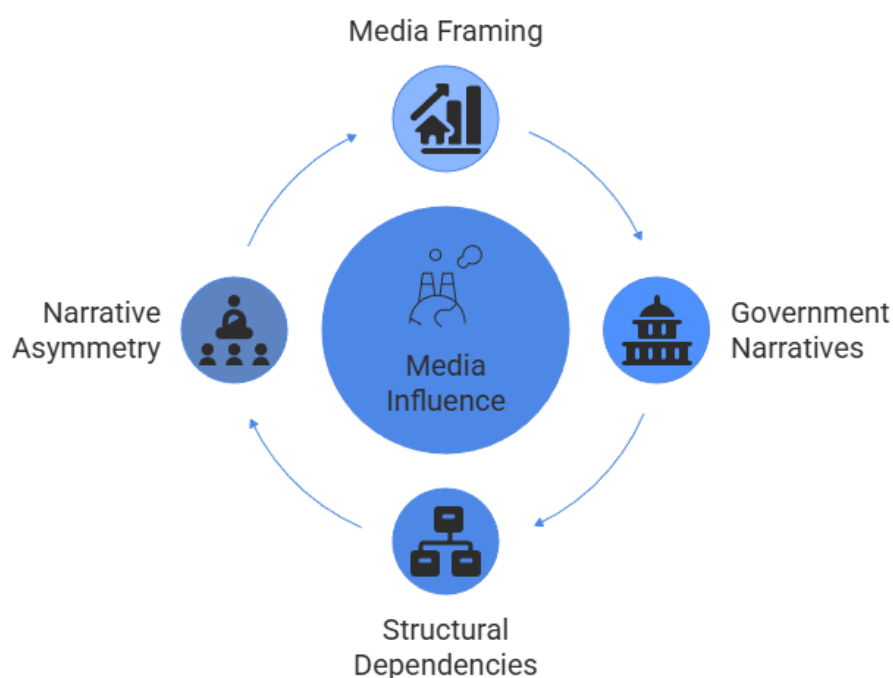 Media Framing
Narrative
Asymmetry
Media
Influence
Government
Narratives
Structural
Dependencies